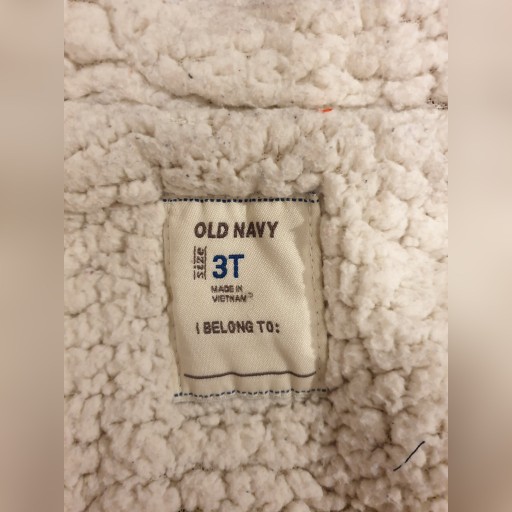 OLD NAVY
size 3T
MADE IN
VIETNAM
I BELONG TO: